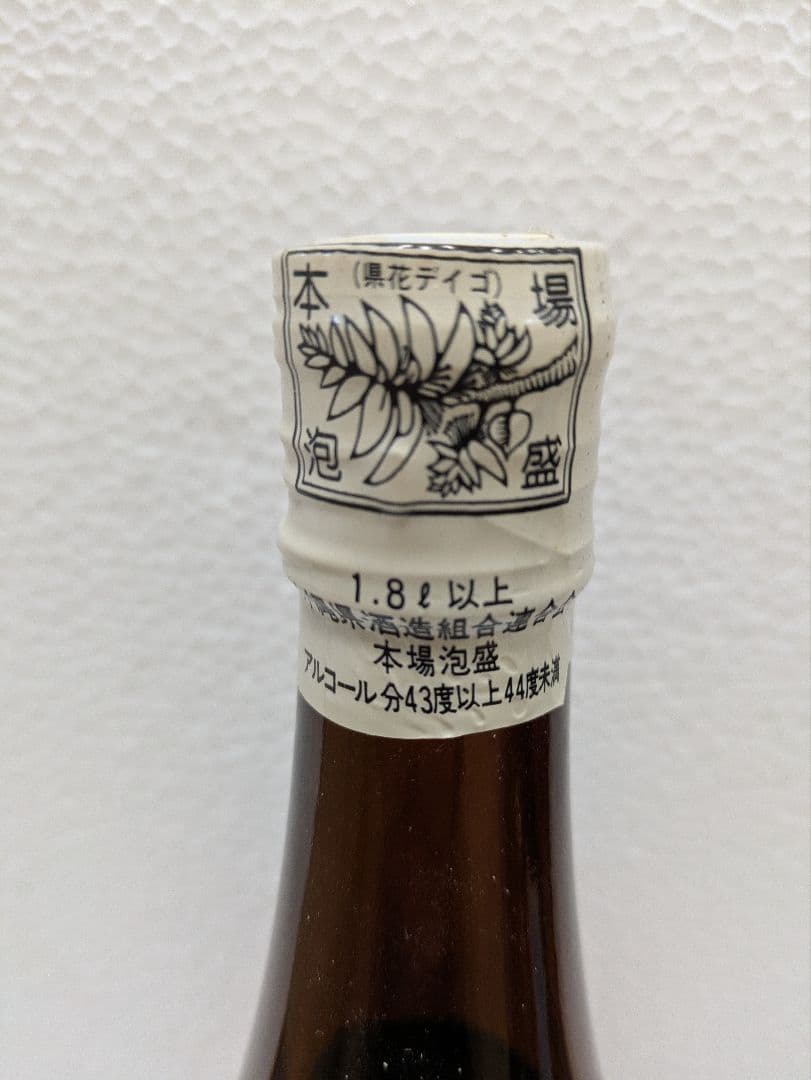 本場
(県花デイゴ)
泡盛
1.8ℓ以上
縄県酒造組合連合会
本場泡盛
アルコール分43度以上44度未満